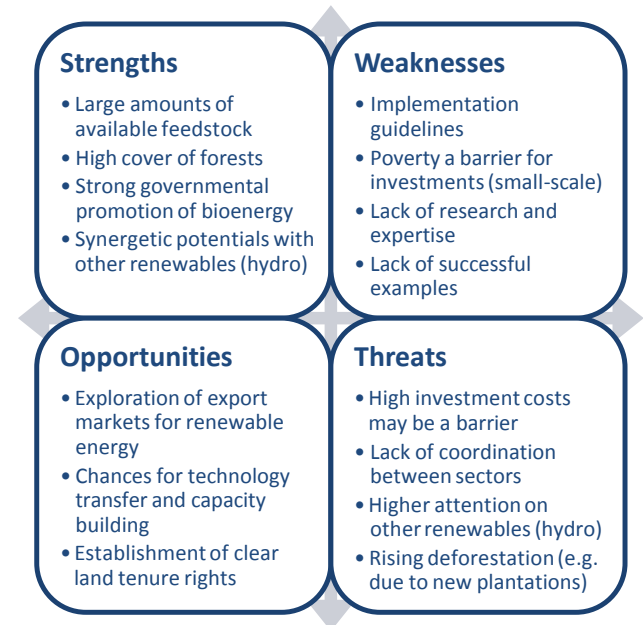 Strengths
• Large amounts of
available feedstock
• High cover of forests
• Strong governmental
promotion of bioenergy
• Synergetic potentials with
other renewables (hydro)
Weaknesses
• Implementation
guidelines
• Poverty a barrier for
investments (small-scale)
• Lack of research and
expertise
• Lack of successful
examples
Opportunities
• Exploration of export
markets for renewable
energy
• Chances for technology
transfer and capacity
building
• Establishment of clear
land tenure rights
Threats
• High investment costs
may be a barrier
• Lack of coordination
between sectors
• Higher attention on
other renewables (hydro)
• Rising deforestation (e.g.
due to new plantations)